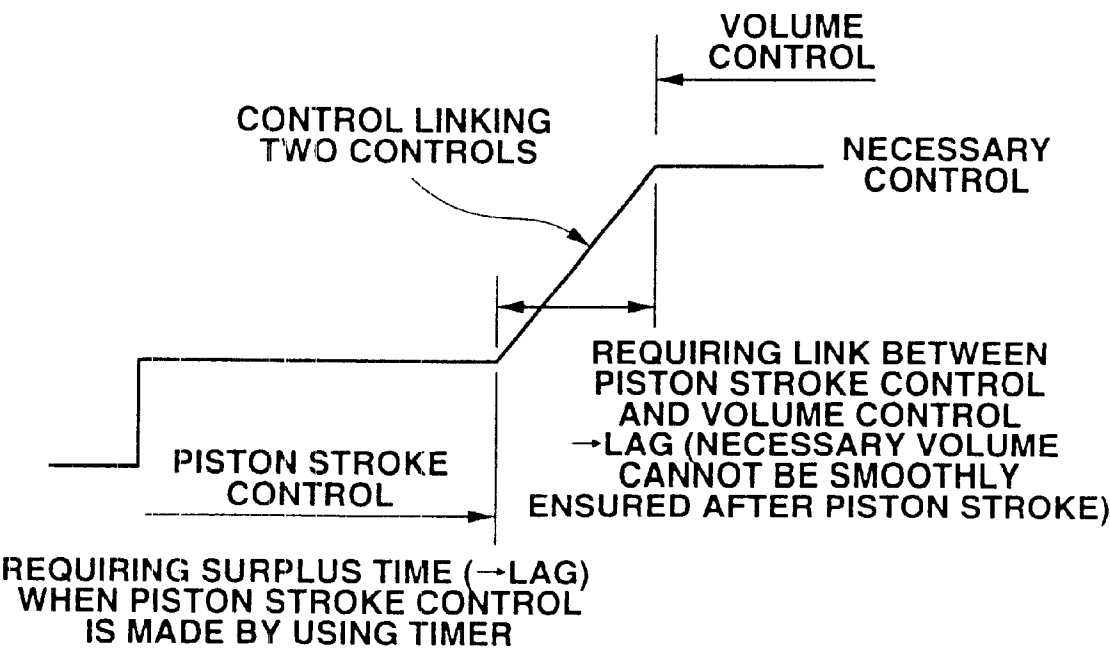 VOLUME
CONTROL
CONTROL LINKING
TWO CONTROLS
NECESSARY
CONTROL
REQUIRING LINK BETWEEN
PISTON STROKE CONTROL
AND VOLUME CONTROL
→LAG (NECESSARY VOLUME
CANNOT BE SMOOTHLY
ENSURED AFTER PISTON STROKE)
PISTON STROKE
CONTROL
REQUIRING SURPLUS TIME (→LAG)
WHEN PISTON STROKE CONTROL
IS MADE BY USING TIMER